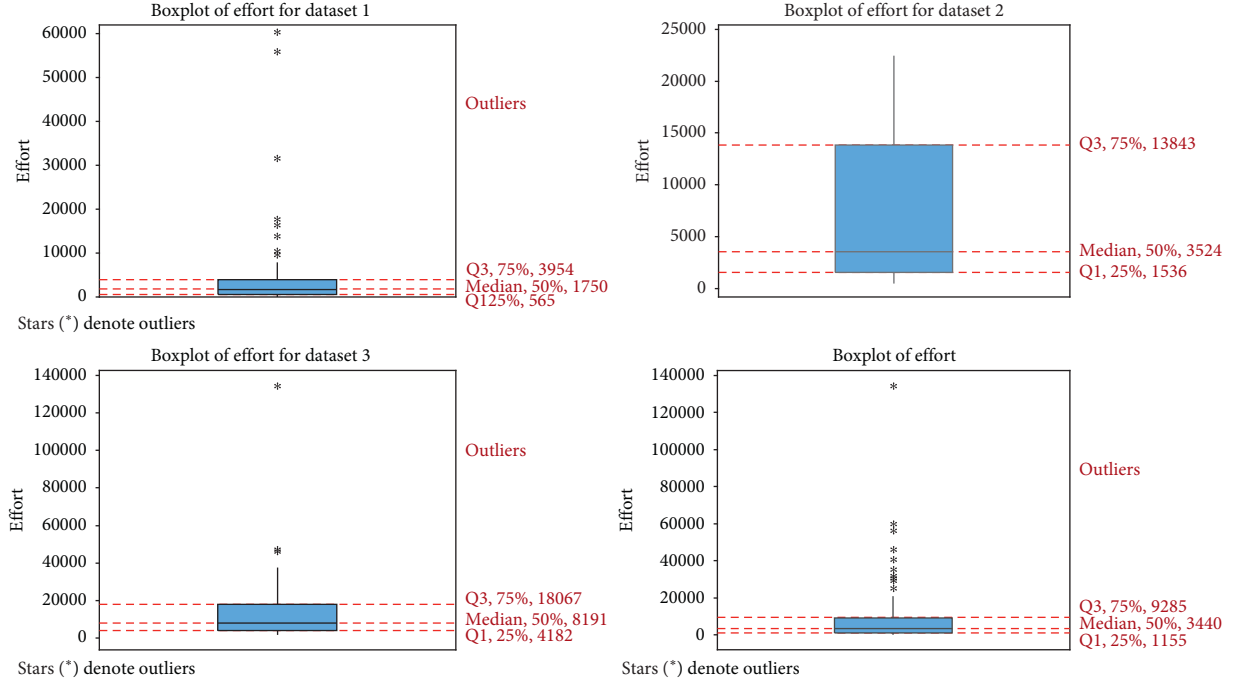 Boxplot of effort for dataset 1
60000
50000
40000
30000
20000
10000
0
Effort
Outliers
Q3, 75%, 3954
Median, 50%, 1750
Q125%, 565
Stars (*) denote outliers
Boxplot of effort for dataset 2
25000
20000
15000
10000
5000
0
Effort
Q3, 75%, 13843
Median, 50%, 3524
Q1, 25%, 1536
Boxplot of effort for dataset 3
140000
120000
100000
80000
60000
40000
20000
0
Effort
Outliers
Q3, 75%, 18067
Median, 50%, 8191
Q1, 25%, 4182
Stars (*) denote outliers
Boxplot of effort
140000
120000
100000
80000
60000
40000
20000
0
Effort
Outliers
Q3, 75%, 9285
Median, 50%, 3440
Q1, 25%, 1155
Stars (*) denote outliers